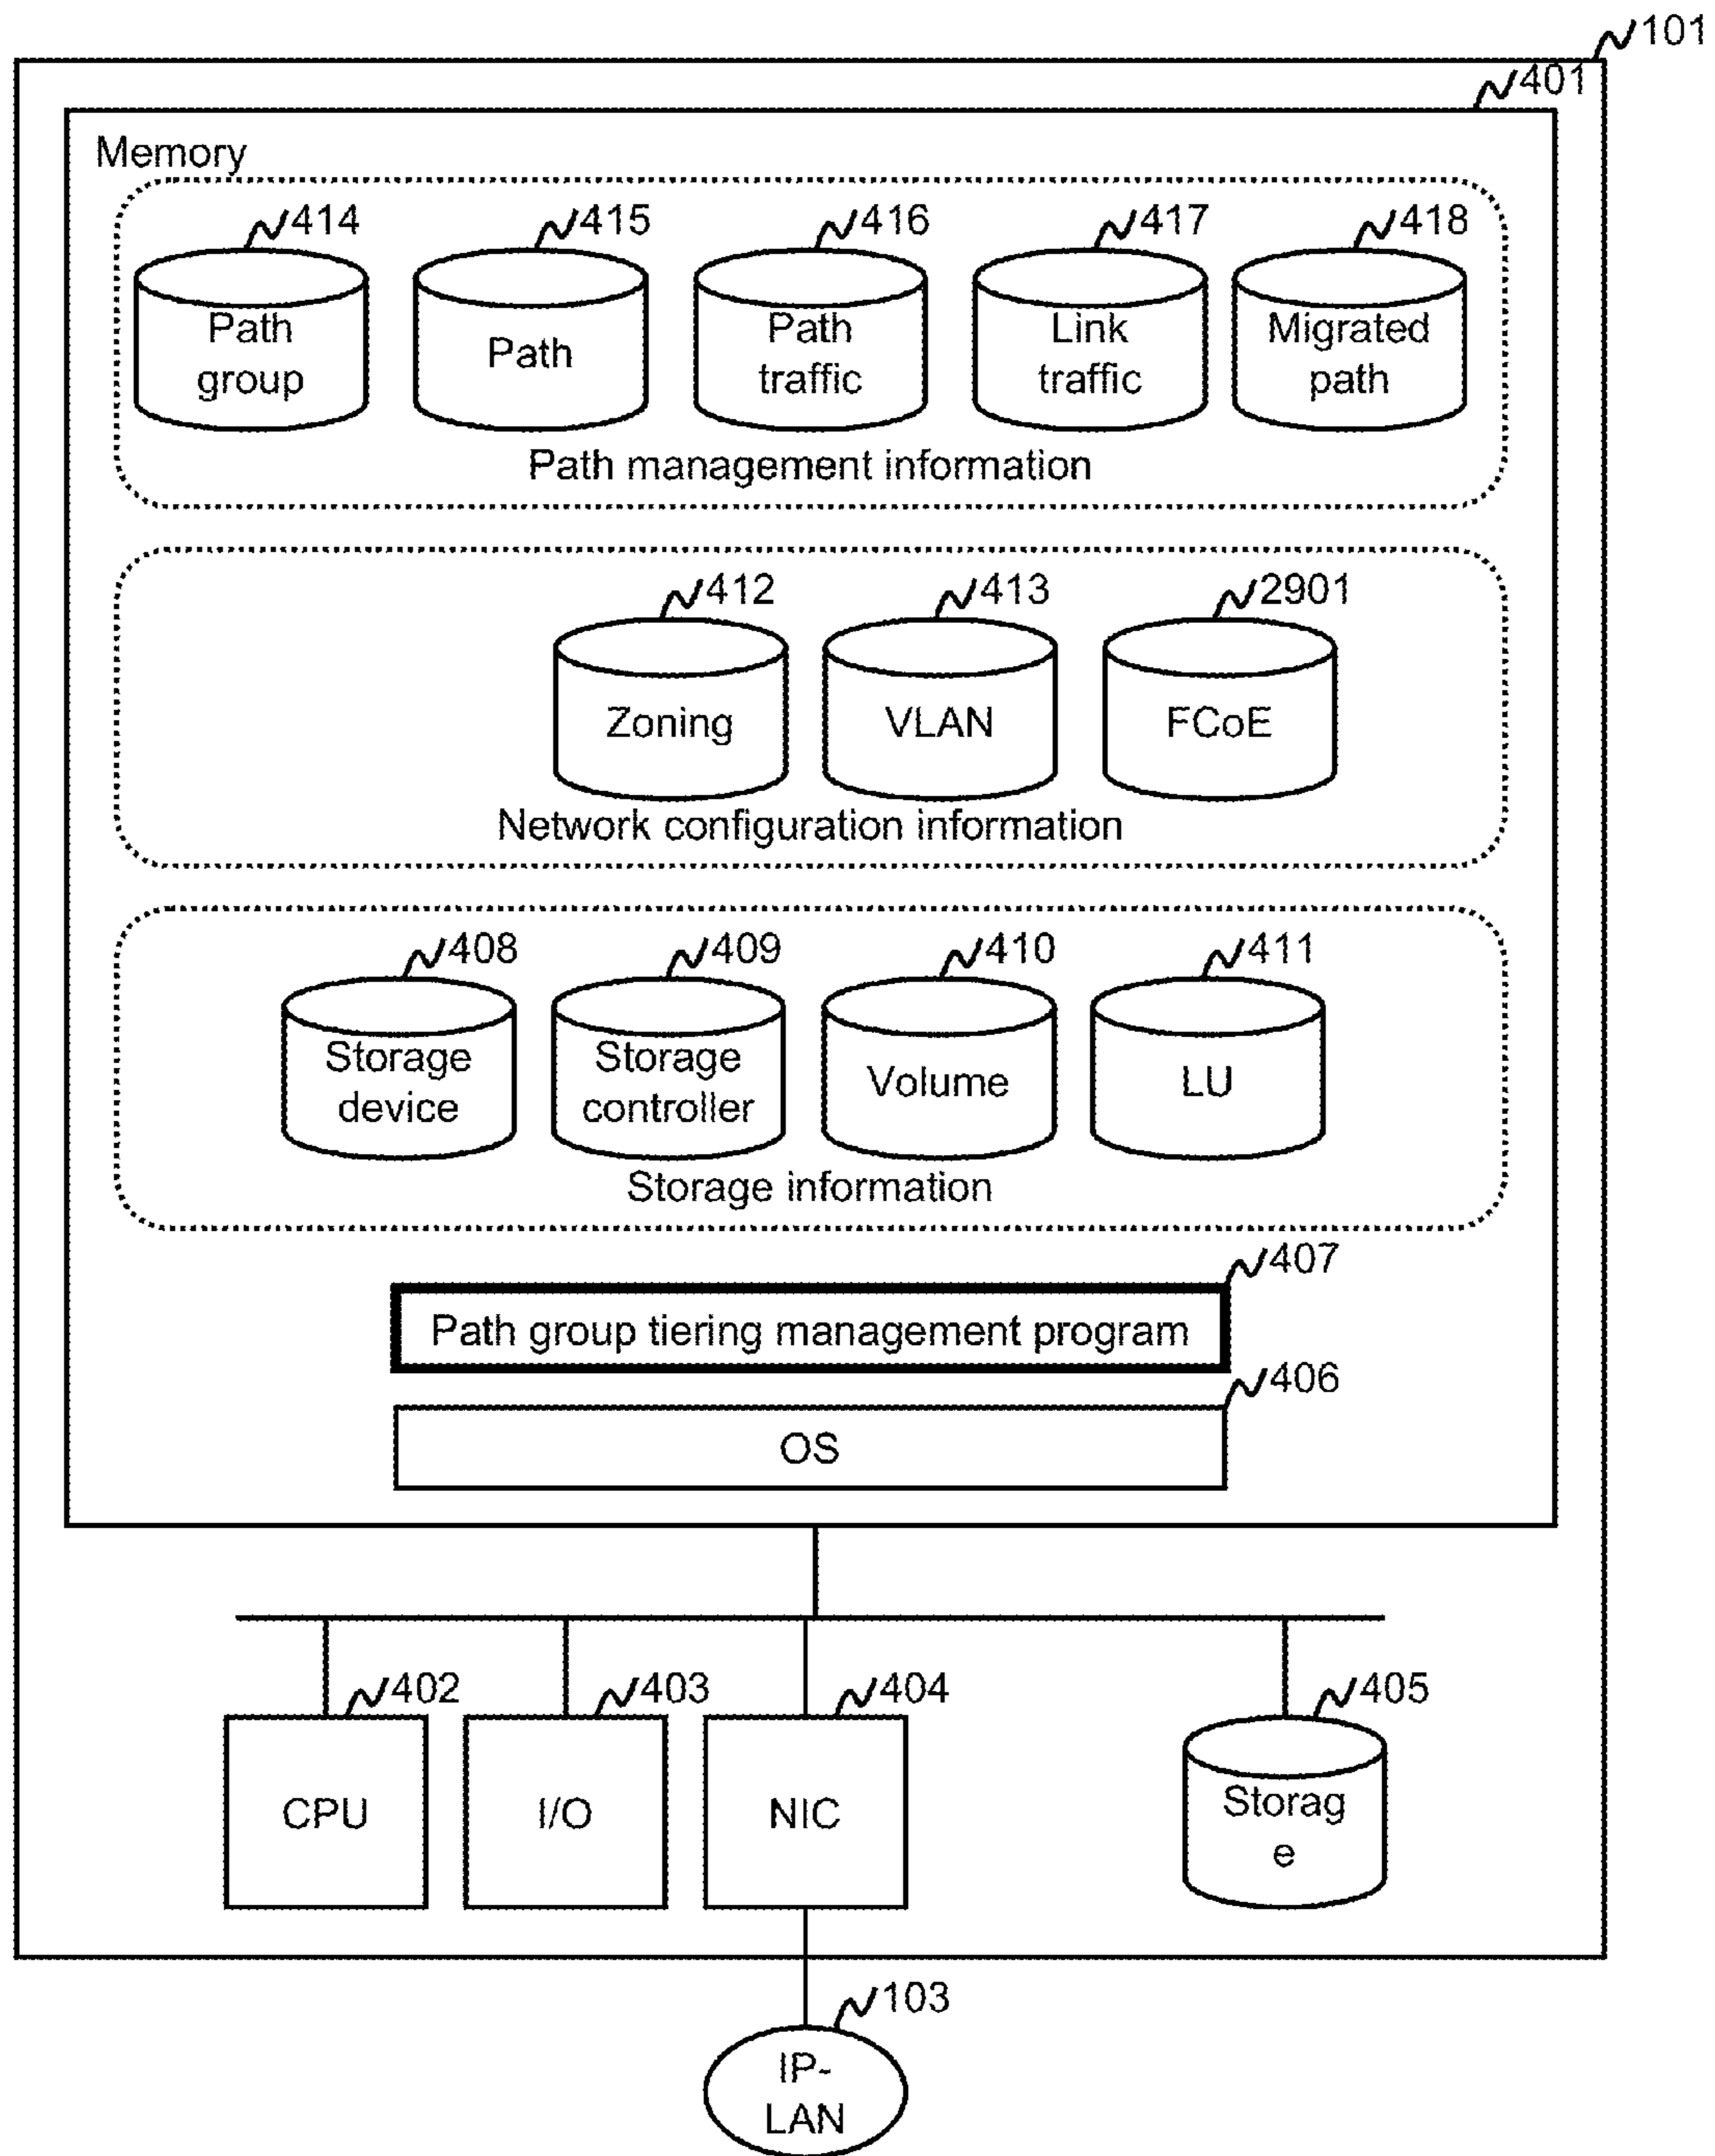 101
401
Memory
414
415
416
417
418
Path
group
Path
Path
traffic
Link
traffic
Migrated
path
Path management information
412
413
2901
Zoning
VLAN
FCoE
Network configuration information
408
409
410
411
Storage
device
Storage
controller
Volume
LU
Storage information
407
Path group tiering management program
406
OS
402
403
404
405
CPU
I/O
NIC
Storag
e
103
IP-
LAN